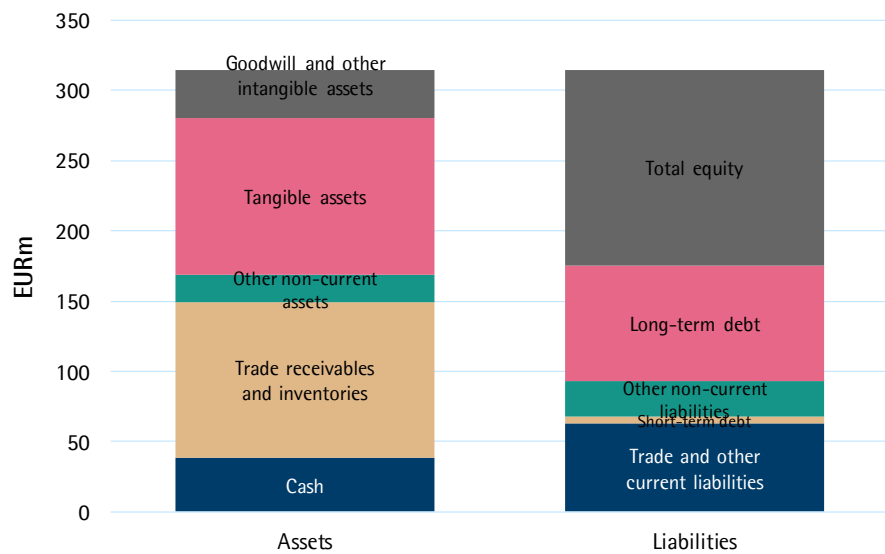 350
300
250
200
150
100
50
0
EURm
Goodwill and other
intangible assets
Tangible assets
Other non-current
assets
Trade receivables
and inventories
Cash
Total equity
Long-term debt
Other non-current
liabilities
Short-term debt
Trade and other
current liabilities
Assets
Liabilities